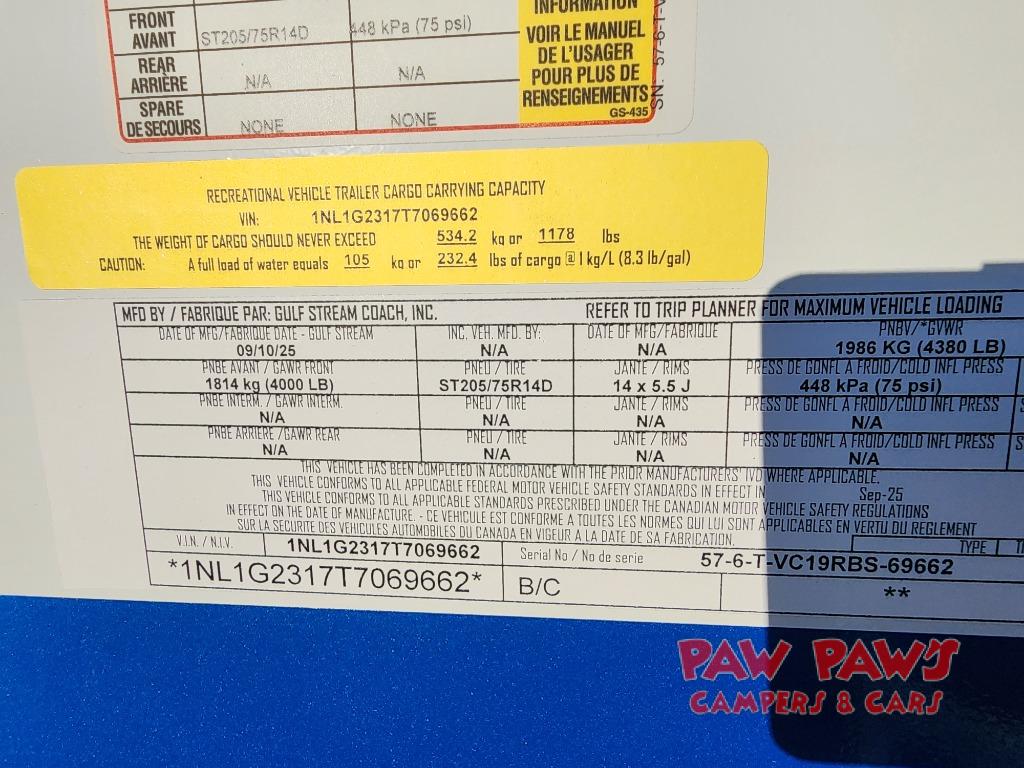 INFORMATION
FRONT AVANT ST205/75R14D 448 kPa (75 psi) VOIR LE MANUEL
DE L'USAGER
REAR ARRIÈRE N/A N/A POUR PLUS DE
RENSEIGNEMENTS
SPARE DE SECOURS NONE NONE GS-435
SN: 57-6-T-V
RECREATIONAL VEHICLE TRAILER CARGO CARRYING CAPACITY
VIN: 1NL1G2317T7069662
THE WEIGHT OF CARGO SHOULD NEVER EXCEED 534.2 kg or 1178 lbs
CAUTION: A full load of water equals 105 kg or 232.4 lbs of cargo @ 1 kg/L (8.3 lb/gal)
MFD BY / FABRIQUE PAR: GULF STREAM COACH, INC. REFER TO TRIP PLANNER FOR MAXIMUM VEHICLE LOADING
DATE OF MFG/FABRIQUE DATE - GULF STREAM INC. VEH. MFD. BY: DATE OF MFG/FABRIQUE PNBV/*GVWR
09/10/25 N/A N/A 1986 KG (4380 LB)
PNBE AVANT / GAWR FRONT PNEU / TIRE JANTE / RIMS PRESS DE GONFL A FROID/COLD INFL PRESS
1814 kg (4000 LB) ST205/75R14D 14 x 5.5 J 448 kPa (75 psi)
PNBE INTERM. / GAWR INTERM. PNEU / TIRE JANTE / RIMS PRESS DE GONFL A FROID/COLD INFL PRESS
N/A N/A N/A N/A
PNBE ARRIERE /GAWR REAR PNEU / TIRE JANTE / RIMS PRESS DE GONFL A FROID/COLD INFL PRESS
N/A N/A N/A N/A
THIS VEHICLE HAS BEEN COMPLETED IN ACCORDANCE WITH THE PRIOR MANUFACTURERS' IVD WHERE APPLICABLE.
THIS VEHICLE CONFORMS TO ALL APPLICABLE FEDERAL MOTOR VEHICLE SAFETY STANDARDS IN EFFECT IN Sep-25
THIS VEHICLE CONFORMS TO ALL APPLICABLE STANDARDS PRESCRIBED UNDER THE CANADIAN MOTOR VEHICLE SAFETY REGULATIONS
IN EFFECT ON THE DATE OF MANUFACTURE. - CE VEHICULE EST CONFORME A TOUTES LES NORMES QUI LUI SONT APPLICABLES EN VERTU DU REGLEMENT
SUR LA SECURITE DES VEHICULES AUTOMOBILES DU CANADA EN VIGEUR A LA DATE DE SA FABRICATION.
V.I.N. / N.I.V. 1NL1G2317T7069662 Serial No / No de serie 57-6-T-VC19RBS-69662 TYPE
*1NL1G2317T7069662* B/C **
PAW PAW'S
CAMPERS & CARS